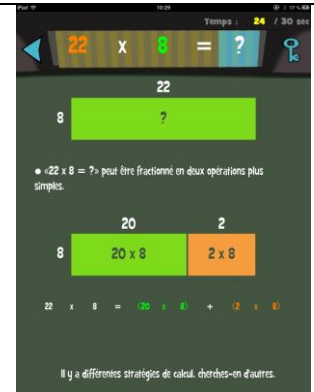 iPad 10:29 17 %
Temps : 24 / 30 sec
22 x 8 = ?
22
8 ?
● «22 x 8 = ?» peut être fractionné en deux opérations plus
simples.
20 2
8 20 x 8 2 x 8
22 x 8 = (20 x 8) + (2 x 8)
Il y a différentes stratégies de calcul. cherches-en d'autres.